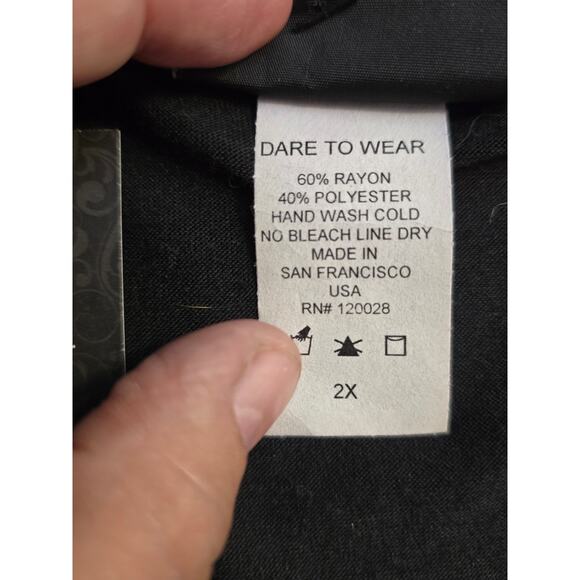 DARE TO WEAR
60% RAYON
40% POLYESTER
HAND WASH COLD
NO BLEACH LINE DRY
MADE IN
SAN FRANCISCO
USA
RN# 120028
2X